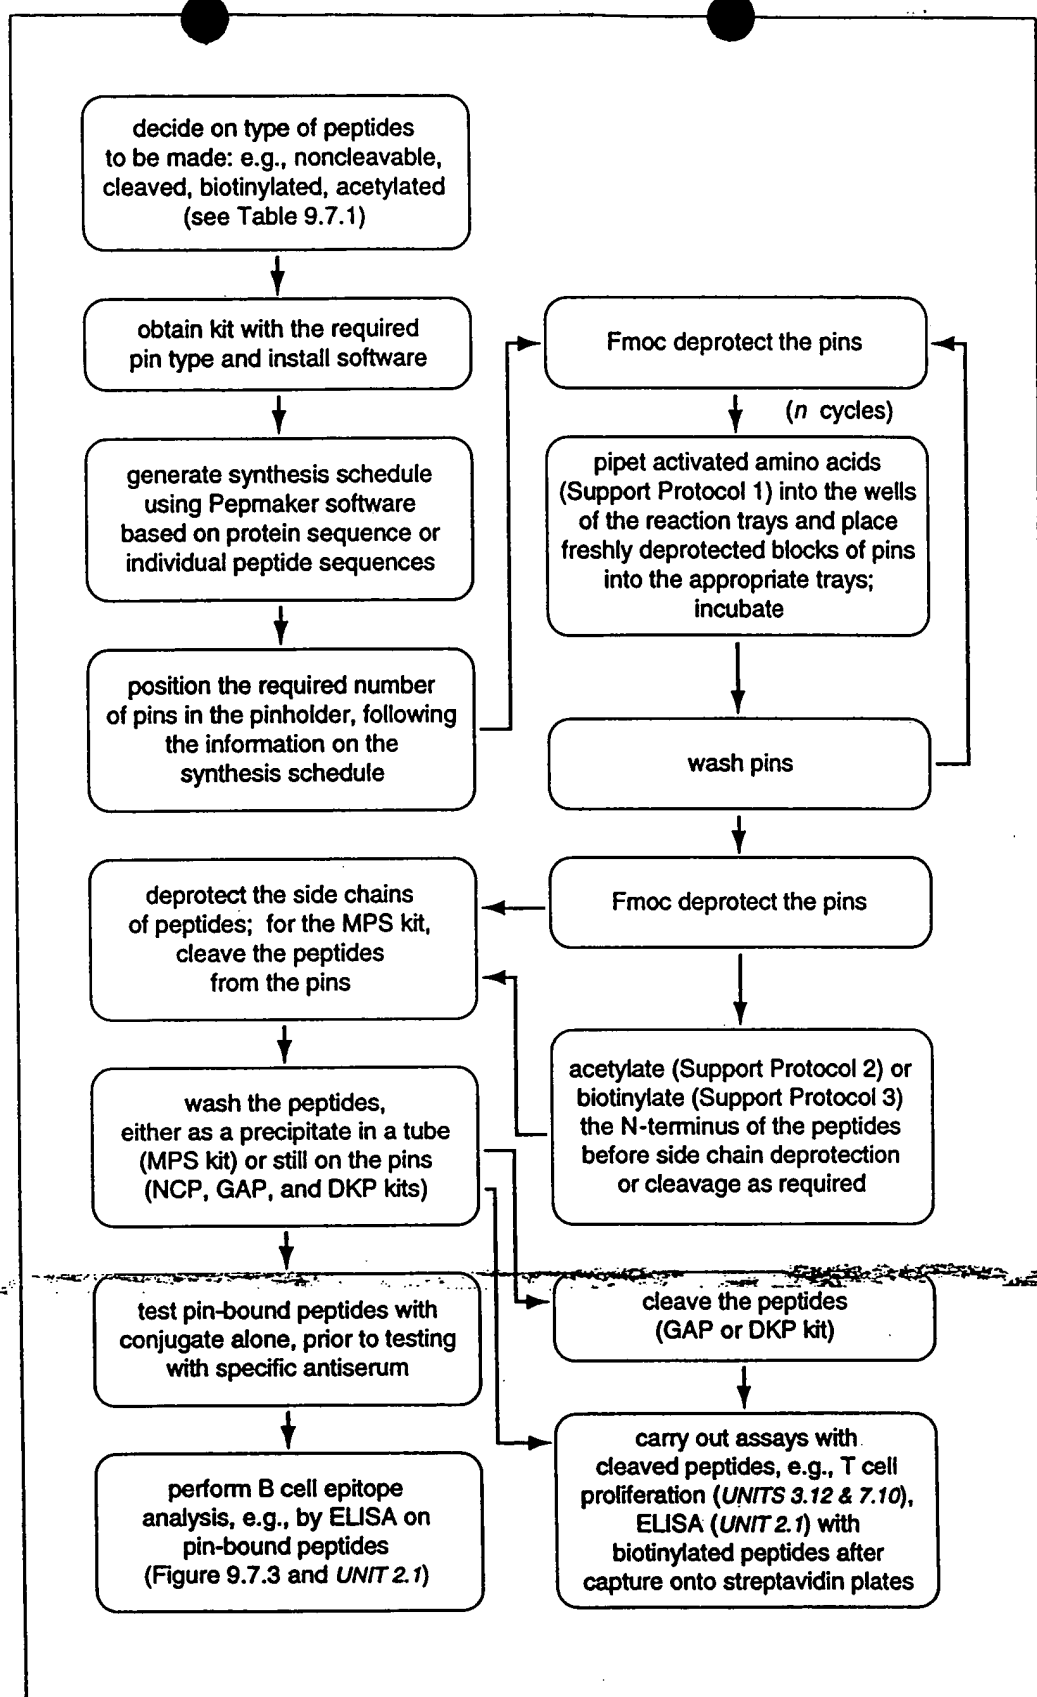 decide on type of peptides
to be made: e.g., noncleavable,
cleaved, biotinylated, acetylated
(see Table 9.7.1)
obtain kit with the required
pin type and install software
generate synthesis schedule
using Pepmaker software
based on protein sequence or
individual peptide sequences
position the required number
of pins in the pinholder, following
the information on the
synthesis schedule
Fmoc deprotect the pins
(n cycles)
pipet activated amino acids
(Support Protocol 1) into the wells
of the reaction trays and place
freshly deprotected blocks of pins
into the appropriate trays;
incubate
wash pins
Fmoc deprotect the pins
acetylate (Support Protocol 2) or
biotinylate (Support Protocol 3)
the N-terminus of the peptides
before side chain deprotection
or cleavage as required
deprotect the side chains
of peptides; for the MPS kit,
cleave the peptides
from the pins
wash the peptides,
either as a precipitate in a tube
(MPS kit) or still on the pins
(NCP, GAP, and DKP kits)
test pin-bound peptides with
conjugate alone, prior to testing
with specific antiserum
perform B cell epitope
analysis, e.g., by ELISA on
pin-bound peptides
(Figure 9.7.3 and UNIT 2.1)
cleave the peptides
(GAP or DKP kit)
carry out assays with
cleaved peptides, e.g., T cell
proliferation (UNITS 3.12 & 7.10),
ELISA (UNIT 2.1) with
biotinylated peptides after
capture onto streptavidin plates